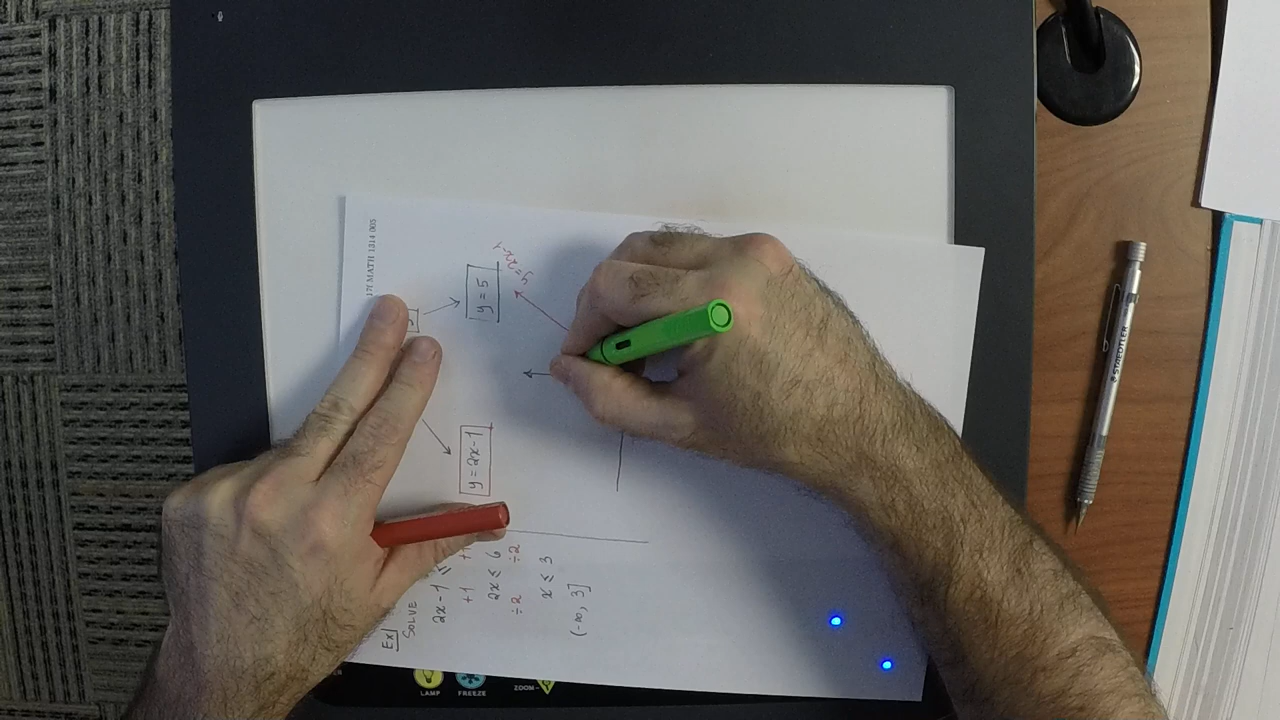 17f MATH 1314 005
Ex
SOLVE
2x-1 ≤
+1 +1
2x ≤ 6
÷2 ÷2
x ≤ 3
(-∞, 3]
y = 2x-1
y = 5
y=2x-1
LAMP
FREEZE
ZOOM-
STAEDTLER